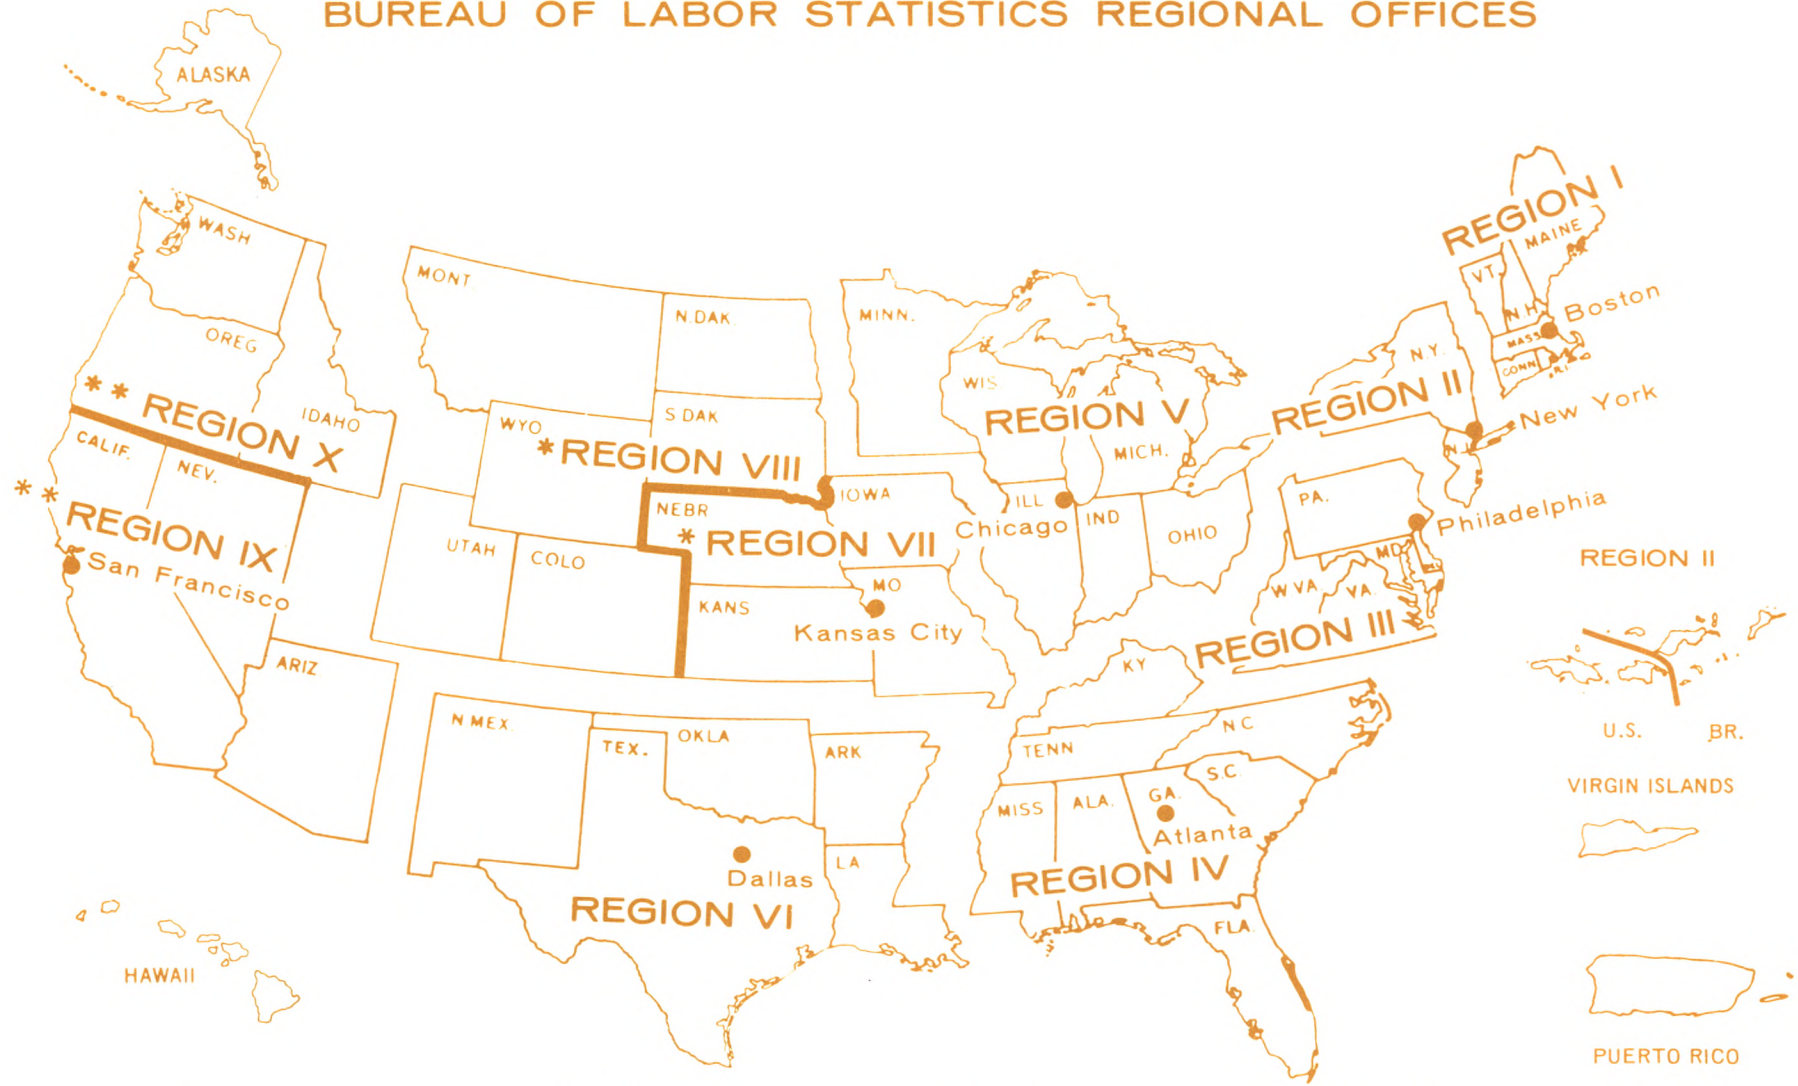 BUREAU OF LABOR STATISTICS REGIONAL OFFICES
ALASKA
WASH
OREG
IDAHO
** REGION X
CALIF.
NEV.
** REGION IX
San Francisco
ARIZ
HAWAII
MONT
N.DAK
S DAK
WYO
*REGION VIII
UTAH
COLO
NEBR
IOWA
* REGION VII
KANS
MO
Kansas City
N MEX.
TEX.
OKLA
ARK
LA
Dallas
REGION VI
MINN.
WIS
MICH.
REGION V
ILL
Chicago
IND
OHIO
KY
TENN
N C
S.C.
MISS
ALA.
GA.
Atlanta
REGION IV
FLA.
REGION I
MAINE
VT.
N.H.
MASS
CONN
R.I
Boston
N.Y.
REGION II
New York
N.J.
PA.
Philadelphia
MD
W VA
VA.
REGION III
REGION II
U.S.
BR.
VIRGIN ISLANDS
PUERTO RICO